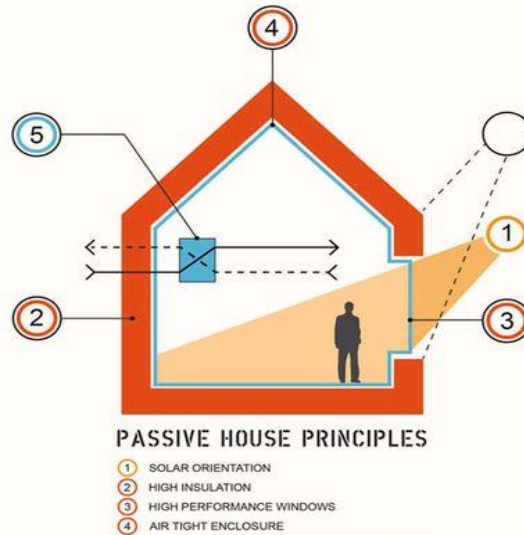 4
5
1
2
3
PASSIVE HOUSE PRINCIPLES
1 SOLAR ORIENTATION
2 HIGH INSULATION
3 HIGH PERFORMANCE WINDOWS
4 AIR TIGHT ENCLOSURE